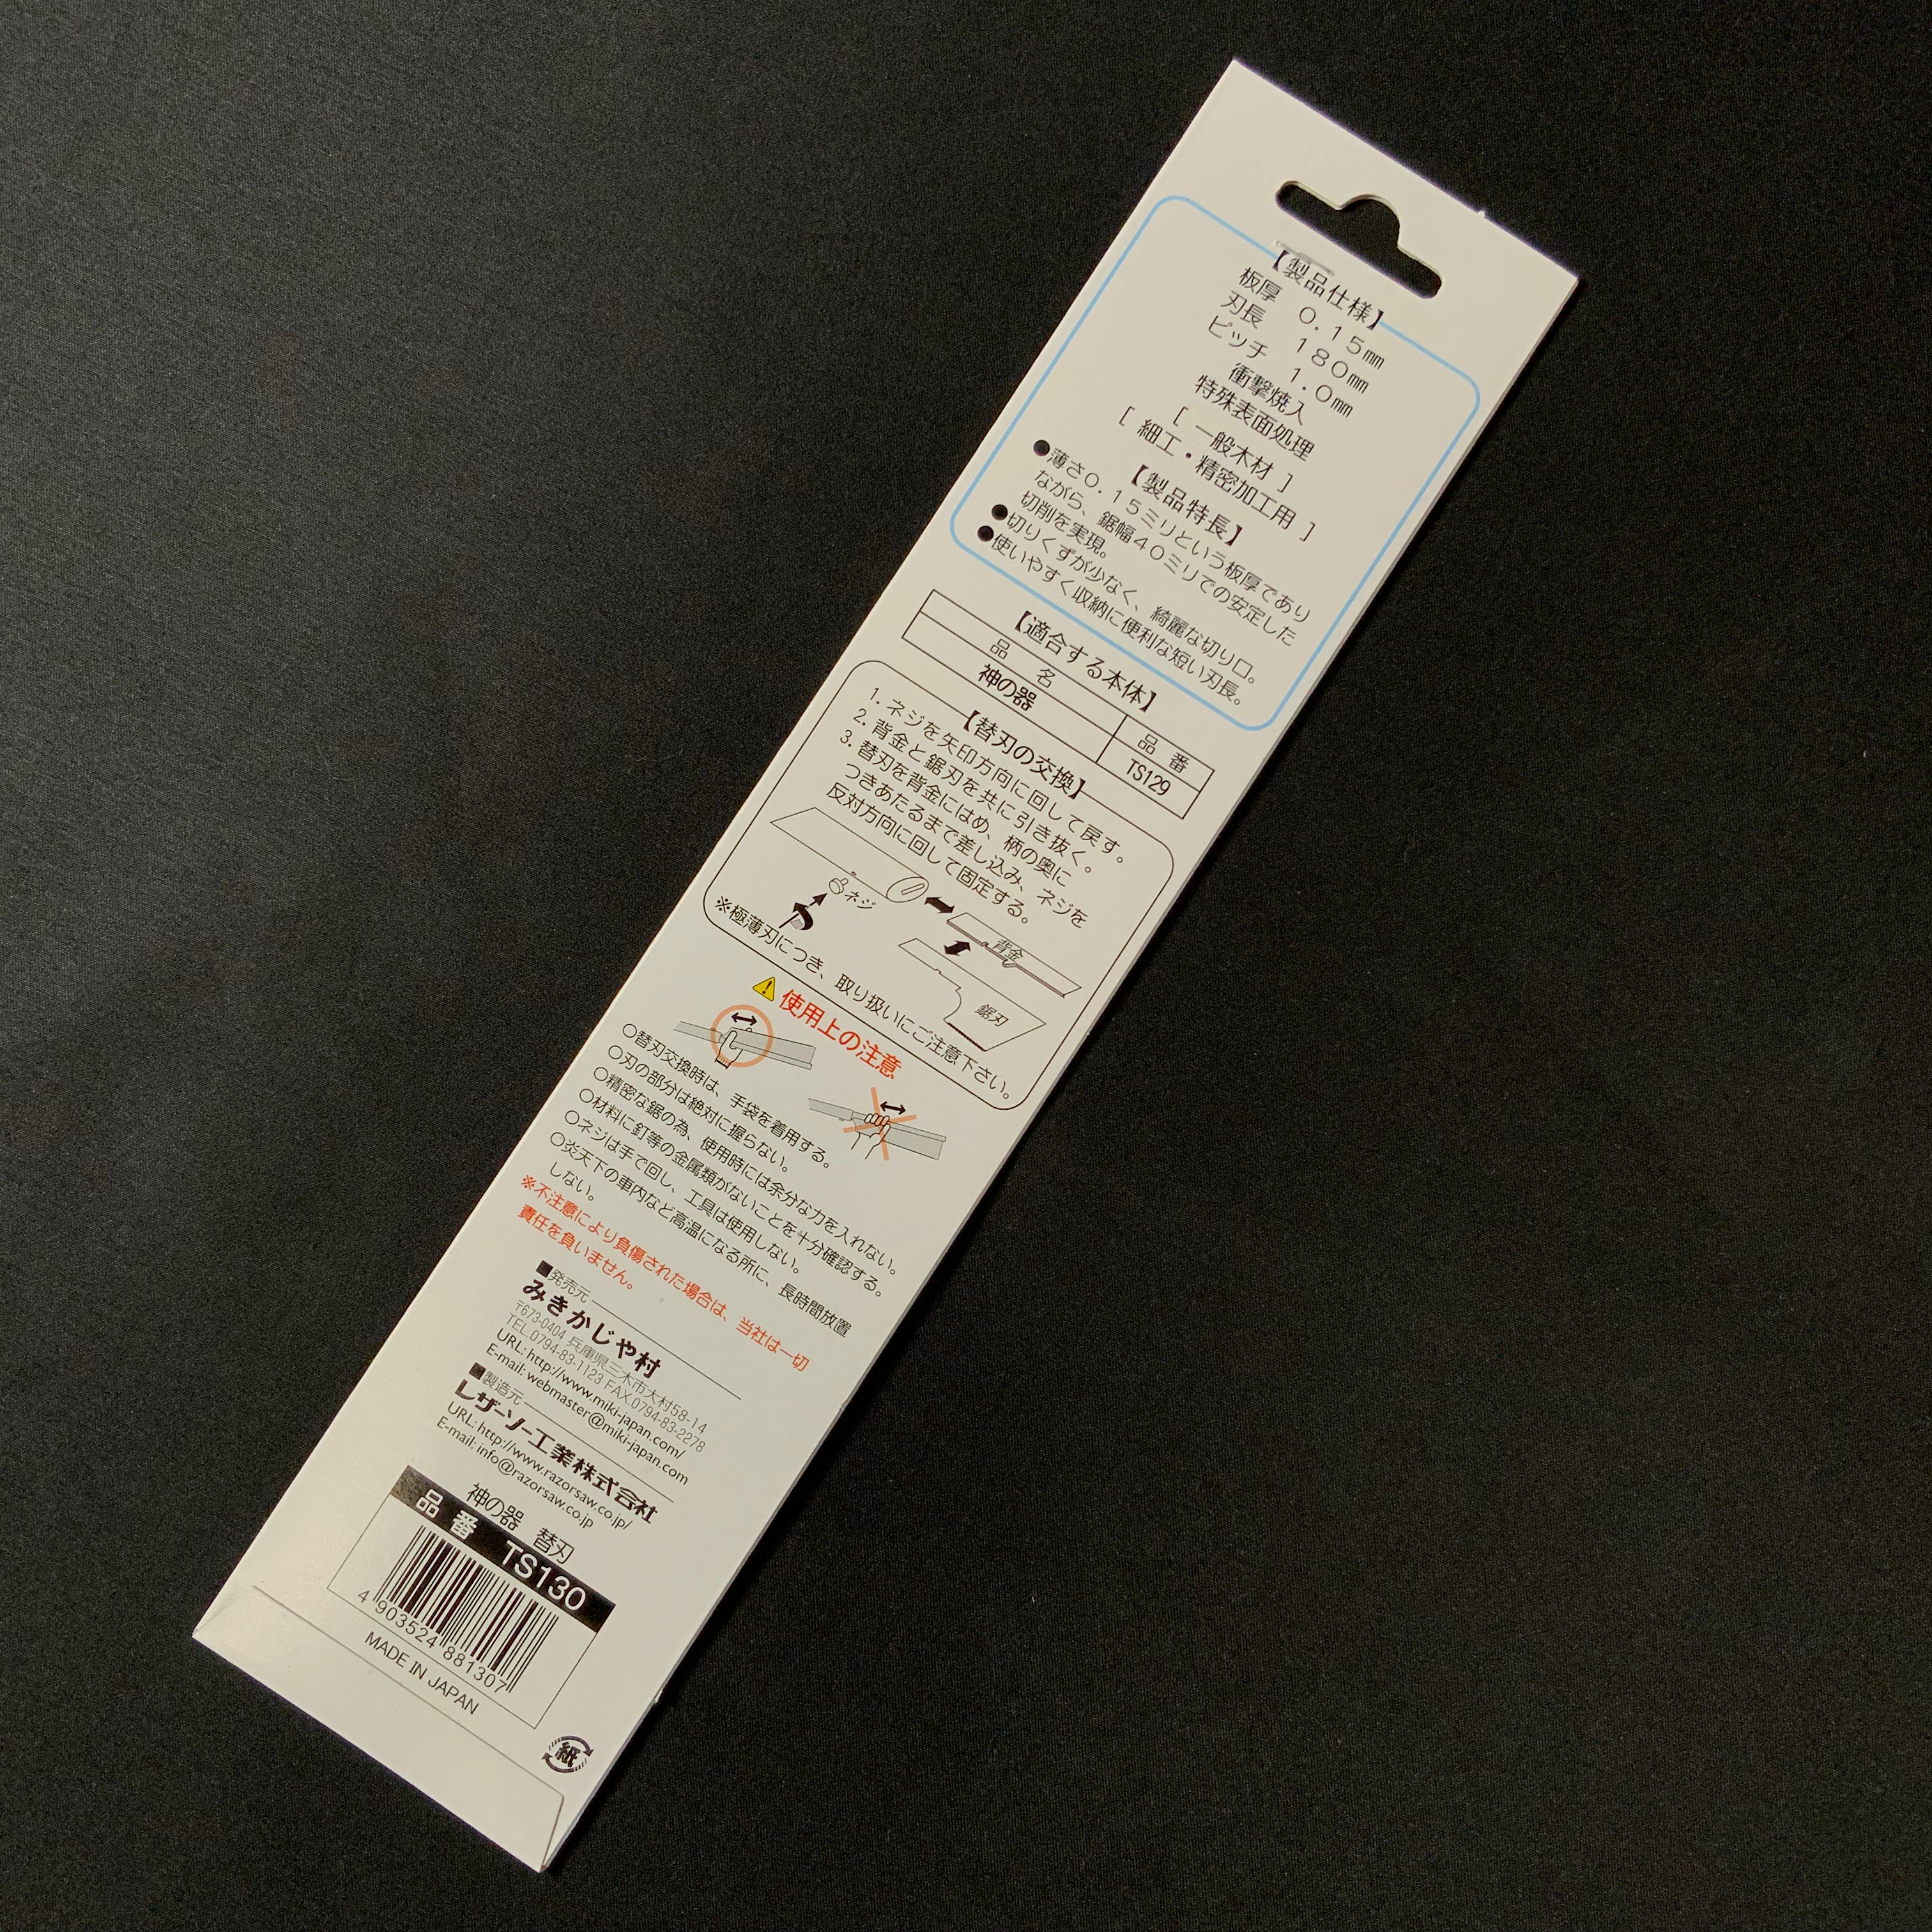 【製品仕様】
板厚　０.１５㎜
刃長　１８０㎜
ピッチ　１.０㎜
衝撃焼入
特殊表面処理
［ 一般木材 ］
［ 細工・精密加工用 ］
【製品特長】
●薄さ０.１５ミリという板厚であり
ながら、鋸幅４０ミリでの安定した
切削を実現。
●切りくずが少なく、綺麗な切り口。
●使いやすく収納に便利な短い刃長。
【適合する本体】
品　名　品　番
神の器　TS129
【替刃の交換】
1. ネジを矢印方向に回して戻す。
2. 背金と鋸刃を共に引き抜く。
3. 替刃を背金にはめ、柄の奥に
つきあたるまで差し込み、ネジを
反対方向に回して固定する。
ネジ
背金
鋸刃
※極薄刃につき、取り扱いにご注意下さい。
使用上の注意
○替刃交換時は、手袋を着用する。
○刃の部分は絶対に握らない。
○精密な鋸の為、使用時には余分な力を入れない。
○材料に釘等の金属類がないことを十分確認する。
○ネジは手で回し、工具は使用しない。
○炎天下の車内など高温になる所に、長時間放置
しない。
※不注意により負傷された場合は、当社は一切
責任を負いません。
■発売元
みきかじや村
〒673-0404 兵庫県三木市大村58-14
TEL.0794-83-1123 FAX.0794-83-2278
URL: http://www.miki-japan.com/
E-mail: webmaster@miki-japan.com
■製造元
レザーソー工業株式会社
URL: http://www.razorsaw.co.jp/
E-mail: info@razorsaw.co.jp
神の器　替刃
品　番　TS130
4 903524 881307
MADE IN JAPAN
紙